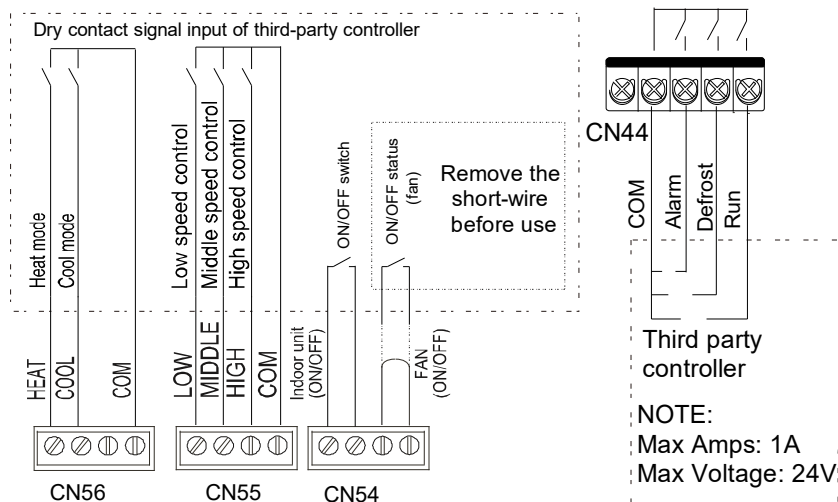 Dry contact signal input of third-party controller
Heat mode
Cool mode
Low speed control
Middle speed control
High speed control
ON/OFF switch
ON/OFF status
(fan)
Remove the
short-wire
before use
HEAT
COOL
COM
LOW
MIDDLE
HIGH
COM
Indoor unit
(ON/OFF)
FAN
(ON/OFF)
CN56
CN55
CN54
CN44
COM
Alarm
Defrost
Run
Third party
controller
NOTE:
Max Amps: 1A
Max Voltage: 24V